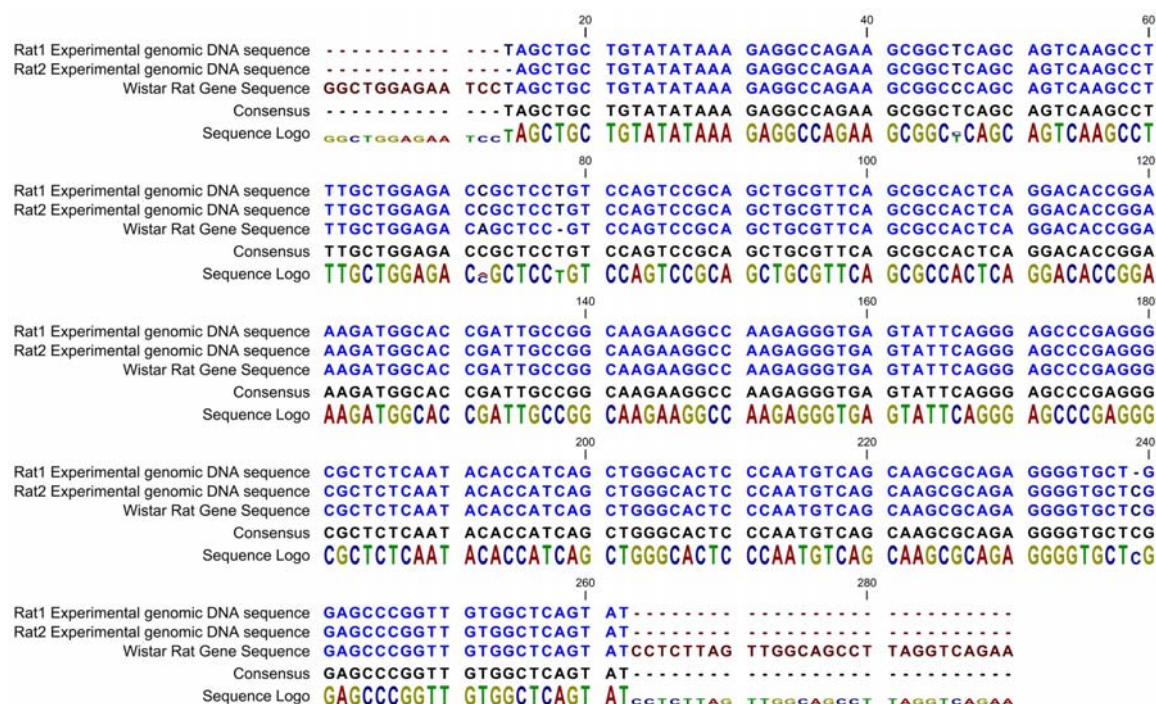 20 40 60
Rat1 Experimental genomic DNA sequence - - - - - - - - - - - - -TAGCTGC TGTATATAAA GAGGCCAGAA GCGGCTCAGC AGTCAAGCCT
Rat2 Experimental genomic DNA sequence - - - - - - - - - - - - - -AGCTGC TGTATATAAA GAGGCCAGAA GCGGCTCAGC AGTCAAGCCT
Wistar Rat Gene Sequence GGCTGGAGAA TCCTAGCTGC TGTATATAAA GAGGCCAGAA GCGGCCCAGC AGTCAAGCCT
Consensus - - - - - - - - - - - - -TAGCTGC TGTATATAAA GAGGCCAGAA GCGGCTCAGC AGTCAAGCCT
Sequence Logo GGCTGGAGAA TCCTAGCTGC TGTATATAAA GAGGCCAGAA GCGGCTCAGC AGTCAAGCCT
80 100 120
Rat1 Experimental genomic DNA sequence TTGCTGGAGA CCGCTCCTGT CCAGTCCGCA GCTGCGTTCA GCGCCACTCA GGACACCGGA
Rat2 Experimental genomic DNA sequence TTGCTGGAGA CCGCTCCTGT CCAGTCCGCA GCTGCGTTCA GCGCCACTCA GGACACCGGA
Wistar Rat Gene Sequence TTGCTGGAGA CAGCTCC-GT CCAGTCCGCA GCTGCGTTCA GCGCCACTCA GGACACCGGA
Consensus TTGCTGGAGA CCGCTCCTGT CCAGTCCGCA GCTGCGTTCA GCGCCACTCA GGACACCGGA
Sequence Logo TTGCTGGAGA CCGCTCCTGT CCAGTCCGCA GCTGCGTTCA GCGCCACTCA GGACACCGGA
140 160 180
Rat1 Experimental genomic DNA sequence AAGATGGCAC CGATTGCCGG CAAGAAGGCC AAGAGGGTGA GTATTCAGGG AGCCCGAGGG
Rat2 Experimental genomic DNA sequence AAGATGGCAC CGATTGCCGG CAAGAAGGCC AAGAGGGTGA GTATTCAGGG AGCCCGAGGG
Wistar Rat Gene Sequence AAGATGGCAC CGATTGCCGG CAAGAAGGCC AAGAGGGTGA GTATTCAGGG AGCCCGAGGG
Consensus AAGATGGCAC CGATTGCCGG CAAGAAGGCC AAGAGGGTGA GTATTCAGGG AGCCCGAGGG
Sequence Logo AAGATGGCAC CGATTGCCGG CAAGAAGGCC AAGAGGGTGA GTATTCAGGG AGCCCGAGGG
200 220 240
Rat1 Experimental genomic DNA sequence CGCTCTCAAT ACACCATCAG CTGGGCACTC CCAATGTCAG CAAGCGCAGA GGGGTGCT-G
Rat2 Experimental genomic DNA sequence CGCTCTCAAT ACACCATCAG CTGGGCACTC CCAATGTCAG CAAGCGCAGA GGGGTGCTCG
Wistar Rat Gene Sequence CGCTCTCAAT ACACCATCAG CTGGGCACTC CCAATGTCAG CAAGCGCAGA GGGGTGCTCG
Consensus CGCTCTCAAT ACACCATCAG CTGGGCACTC CCAATGTCAG CAAGCGCAGA GGGGTGCTCG
Sequence Logo CGCTCTCAAT ACACCATCAG CTGGGCACTC CCAATGTCAG CAAGCGCAGA GGGGTGCTCG
260 280
Rat1 Experimental genomic DNA sequence GAGCCCGGTT GTGGCTCAGT AT- - - - - - - - - - - - - - - - - - - - - - - - - - - -
Rat2 Experimental genomic DNA sequence GAGCCCGGTT GTGGCTCAGT AT- - - - - - - - - - - - - - - - - - - - - - - - - - - -
Wistar Rat Gene Sequence GAGCCCGGTT GTGGCTCAGT ATCCTCTTAG TTGGCAGCCT TAGGTCAGAA
Consensus GAGCCCGGTT GTGGCTCAGT AT- - - - - - - - - - - - - - - - - - - - - - - - - - - -
Sequence Logo GAGCCCGGTT GTGGCTCAGT ATCCTCTTAG TTGGCAGCCT TAGGTCAGAA